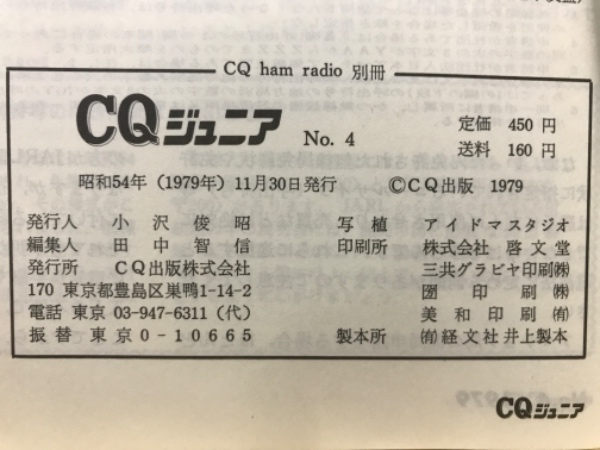 CQ ham radio 別冊
CQジュニア No. 4
定価 450 円
送料 160 円
昭和54年（1979年）11月30日発行 ©CQ出版 1979
発行人 小沢俊昭
編集人 田中智信
発行所 CQ出版株式会社
170 東京都豊島区巣鴨1-14-2
電話 東京 03-947-6311（代）
振替 東京0-10665
写植 アイドマスタジオ
印刷所 株式会社 啓文堂
三共グラビヤ印刷㈱
印刷㈱
美和印刷㈲
製本所 ㈲経文社井上製本
CQジュニア